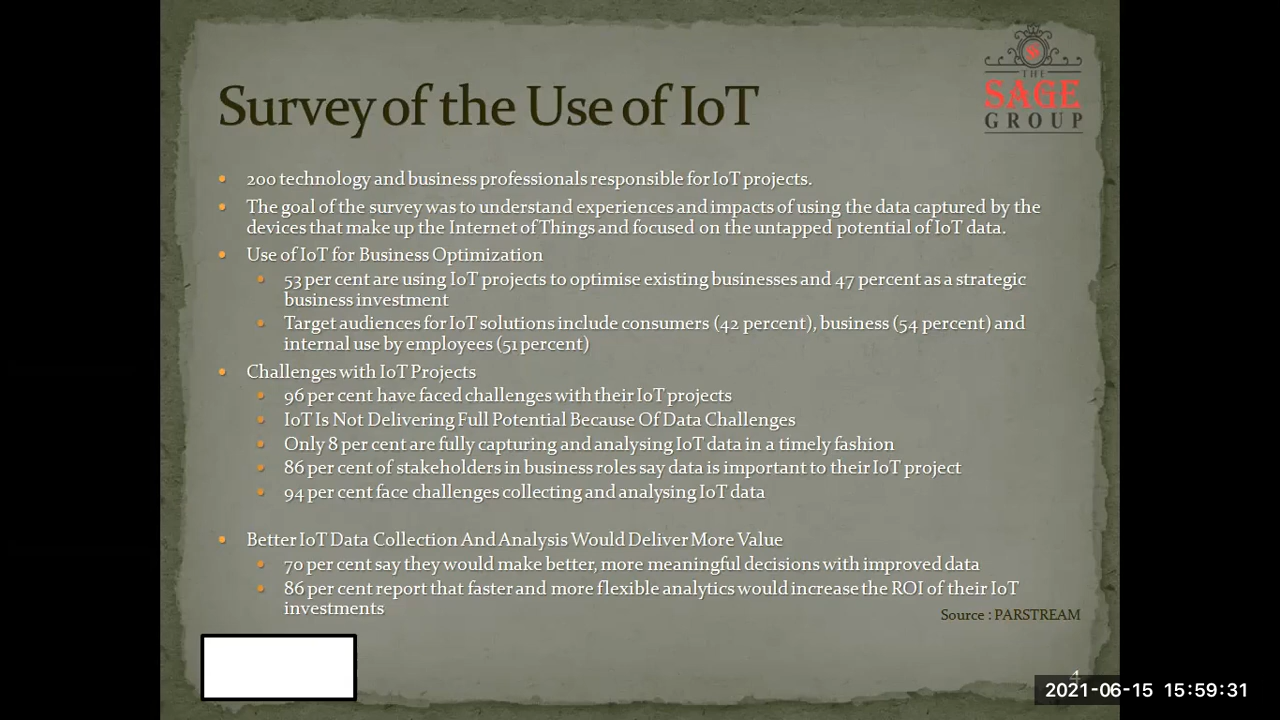 THE
SAGE
GROUP
Survey of the Use of IoT
200 technology and business professionals responsible for IoT projects.
The goal of the survey was to understand experiences and impacts of using the data captured by the
devices that make up the Internet of Things and focused on the untapped potential of IoT data.
Use of IoT for Business Optimization
53 per cent are using IoT projects to optimise existing businesses and 47 percent as a strategic
business investment
Target audiences for IoT solutions include consumers (42 percent), business (54 percent) and
internal use by employees (51 percent)
Challenges with IoT Projects
96 per cent have faced challenges with their IoT projects
IoT Is Not Delivering Full Potential Because Of Data Challenges
Only 8 per cent are fully capturing and analysing IoT data in a timely fashion
86 per cent of stakeholders in business roles say data is important to their IoT project
94 per cent face challenges collecting and analysing IoT data
Better IoT Data Collection And Analysis Would Deliver More Value
70 per cent say they would make better, more meaningful decisions with improved data
86 per cent report that faster and more flexible analytics would increase the ROI of their IoT
investments
Source : PARSTREAM
4
2021-06-15 15:59:31